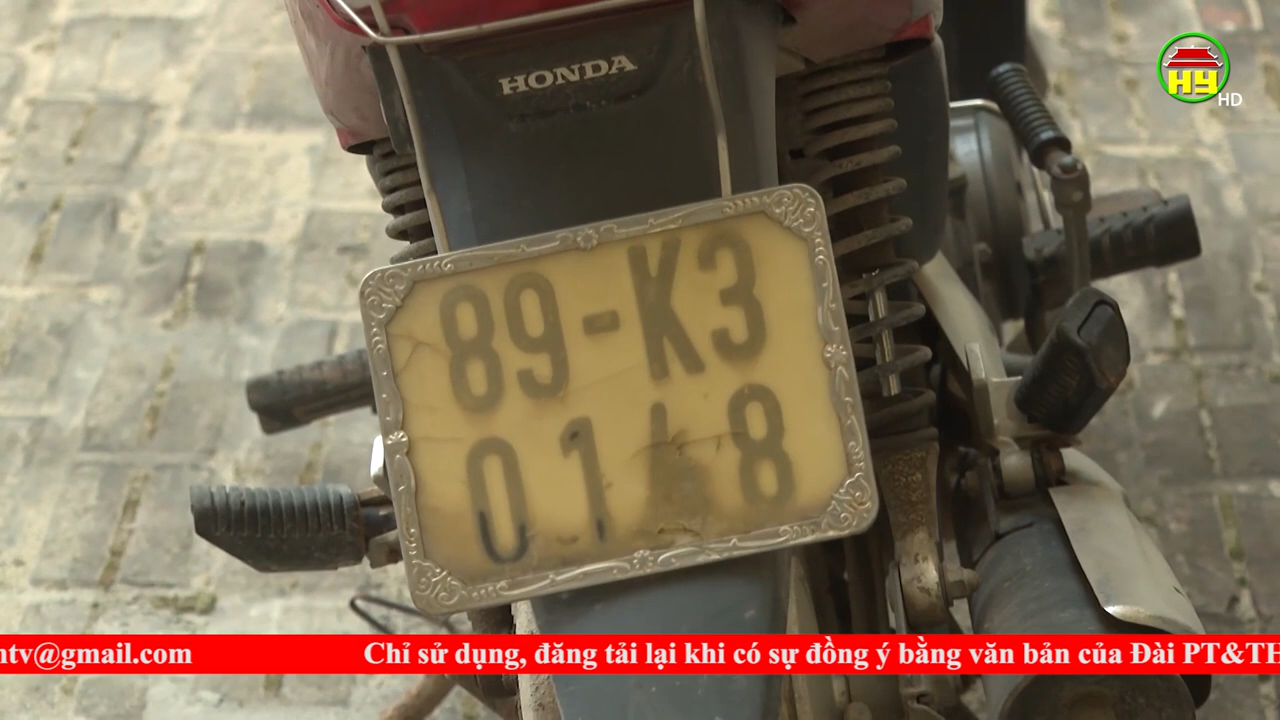 HONDA
HY
HD
89-K3
0148
ntv@gmail.com Chỉ sử dụng, đăng tải lại khi có sự đồng ý bằng văn bản của Đài PT&TH